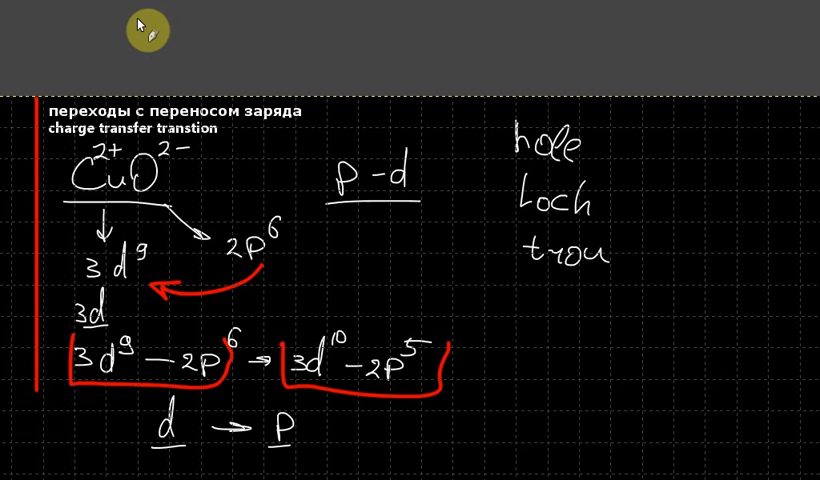 переходы с переносом заряда
charge transfer transtion
Cu²⁺O²⁻
p - d
3d⁹
2p⁶
3d
3d⁹ — 2p⁶ → 3d¹⁰ - 2p⁵
d → p
hole
Loch
trou